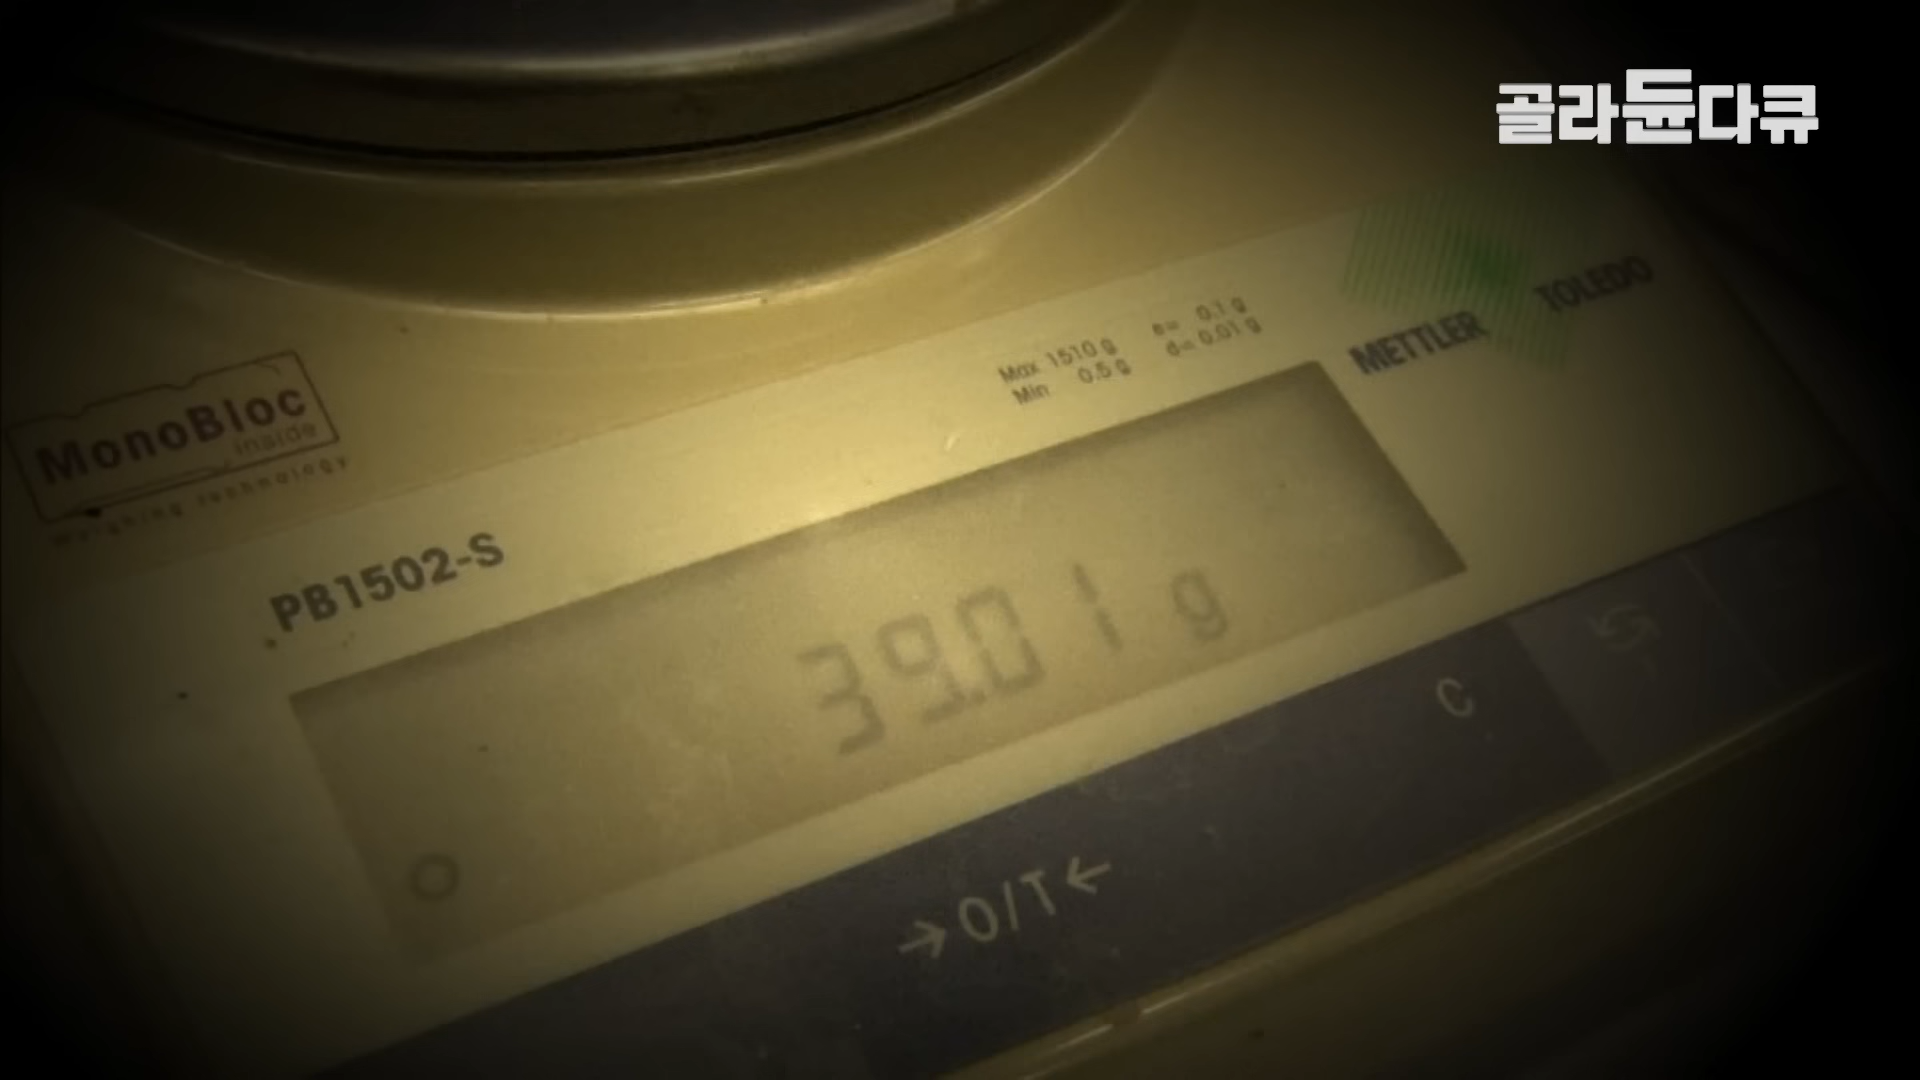 골라듄다큐
MonoBloc
inside
Weighing Technology
Max 1510 g e= 0.1 g
Min 0.5 g d= 0.01 g
METTLER TOLEDO
PB1502-S
39.01 g
→O/T←
C